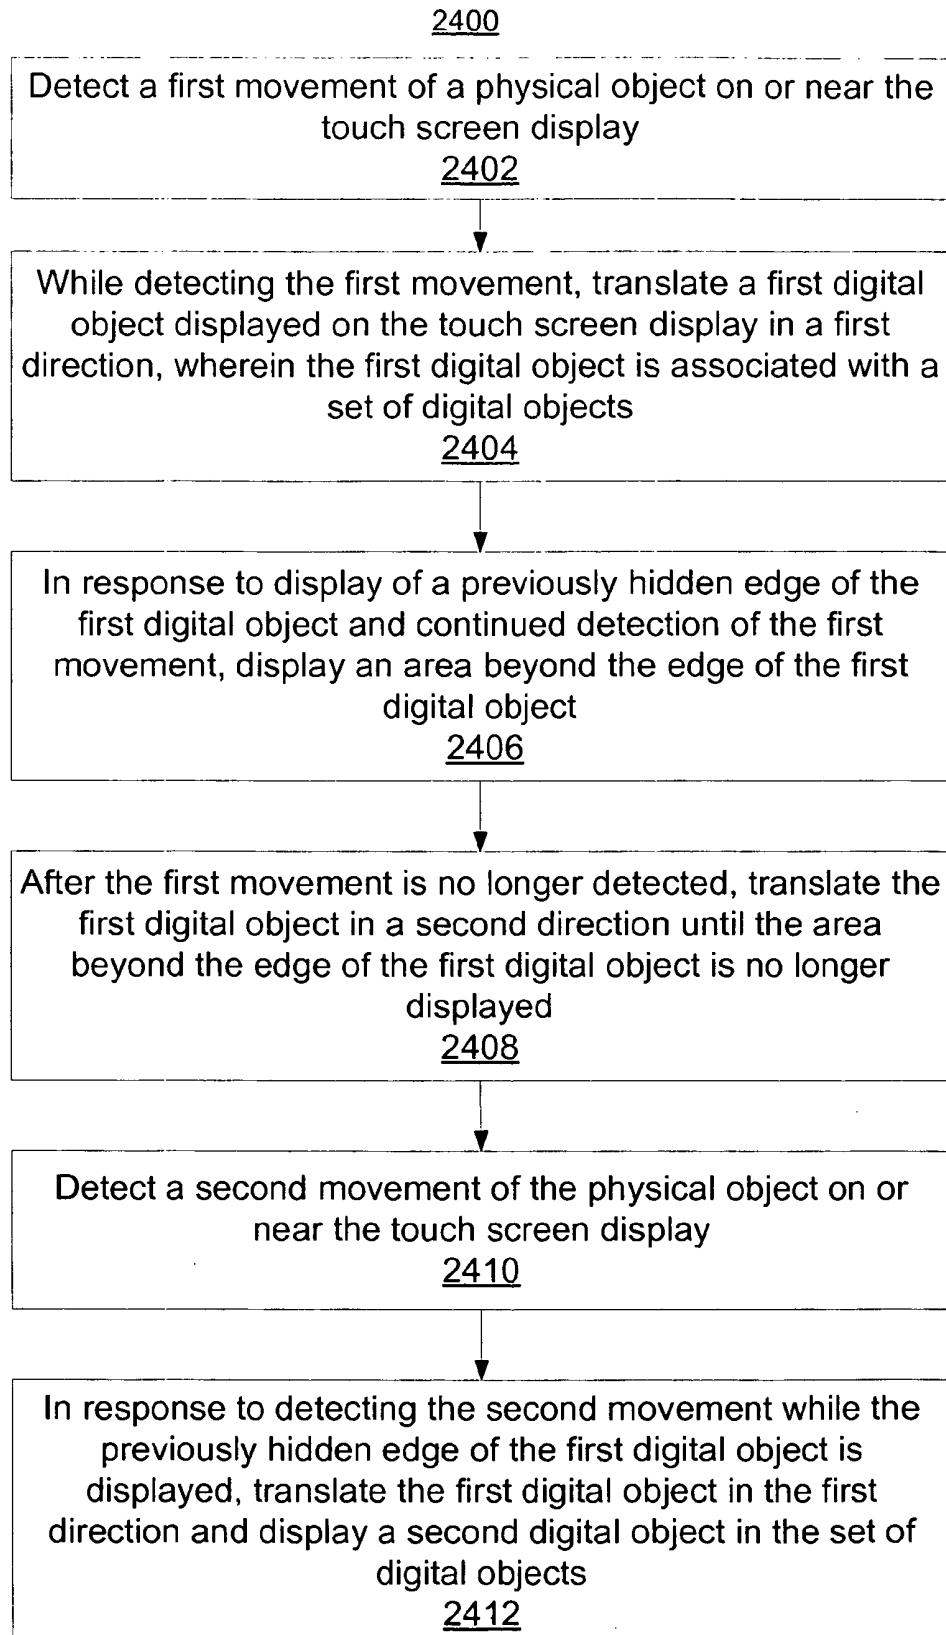 2400
Detect a first movement of a physical object on or near the
touch screen display
2402
While detecting the first movement, translate a first digital
object displayed on the touch screen display in a first
direction, wherein the first digital object is associated with a
set of digital objects
2404
In response to display of a previously hidden edge of the
first digital object and continued detection of the first
movement, display an area beyond the edge of the first
digital object
2406
After the first movement is no longer detected, translate the
first digital object in a second direction until the area
beyond the edge of the first digital object is no longer
displayed
2408
Detect a second movement of the physical object on or
near the touch screen display
2410
In response to detecting the second movement while the
previously hidden edge of the first digital object is
displayed, translate the first digital object in the first
direction and display a second digital object in the set of
digital objects
2412